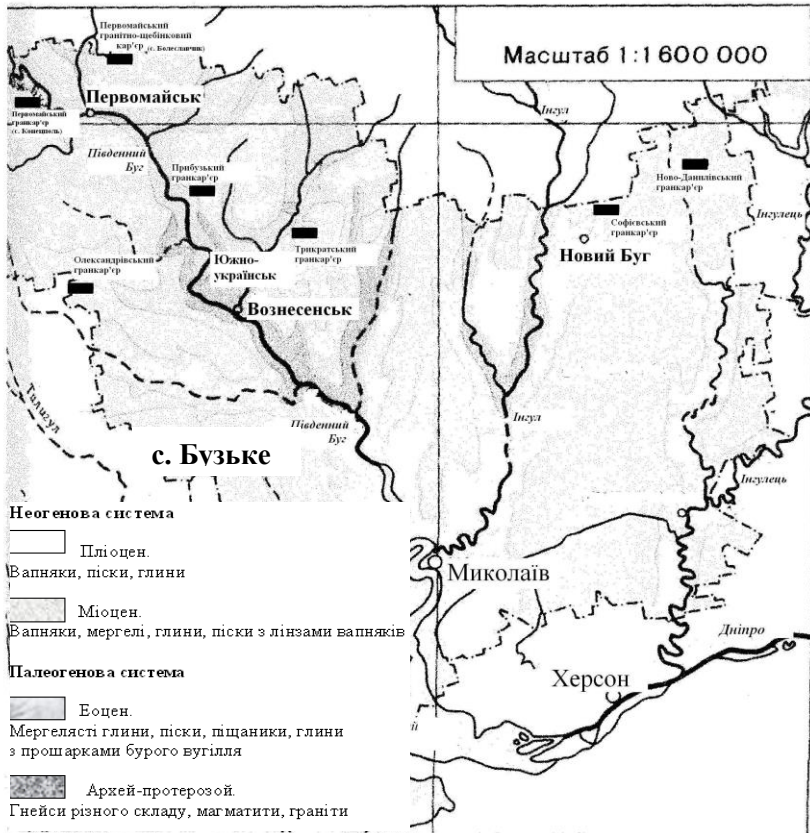 Первомайський
гранітно-щебінковий
кар'єр (с. Болеславчик)
Масштаб 1:1 600 000
Первомайськ
Первомайський
гранкар'єр
(с. Конецполь)
Інгул
Південний
Буг
Прибузький
гранкар'єр
Ново-Данилівський
гранкар'єр
Інгулець
Софієвський
гранкар'єр
Трикратський
гранкар'єр
Новий Буг
Олександрівський
гранкар'єр
Южно-
українськ
Вознесенськ
Тилигул
Південний
Буг
Інгул
с. Бузьке
Інгулець
Неогенова система
Пліоцен.
Вапняки, піски, глини
Миколаїв
Міоцен.
Вапняки, мергелі, глини, піски з лінзами вапняків
Дніпро
Палеогенова система
Херсон
Еоцен.
Мергелясті глини, піски, піщаники, глини
з прошарками бурого вугілля
Архей-протерозой.
Гнейси різного складу, магматити, граніти